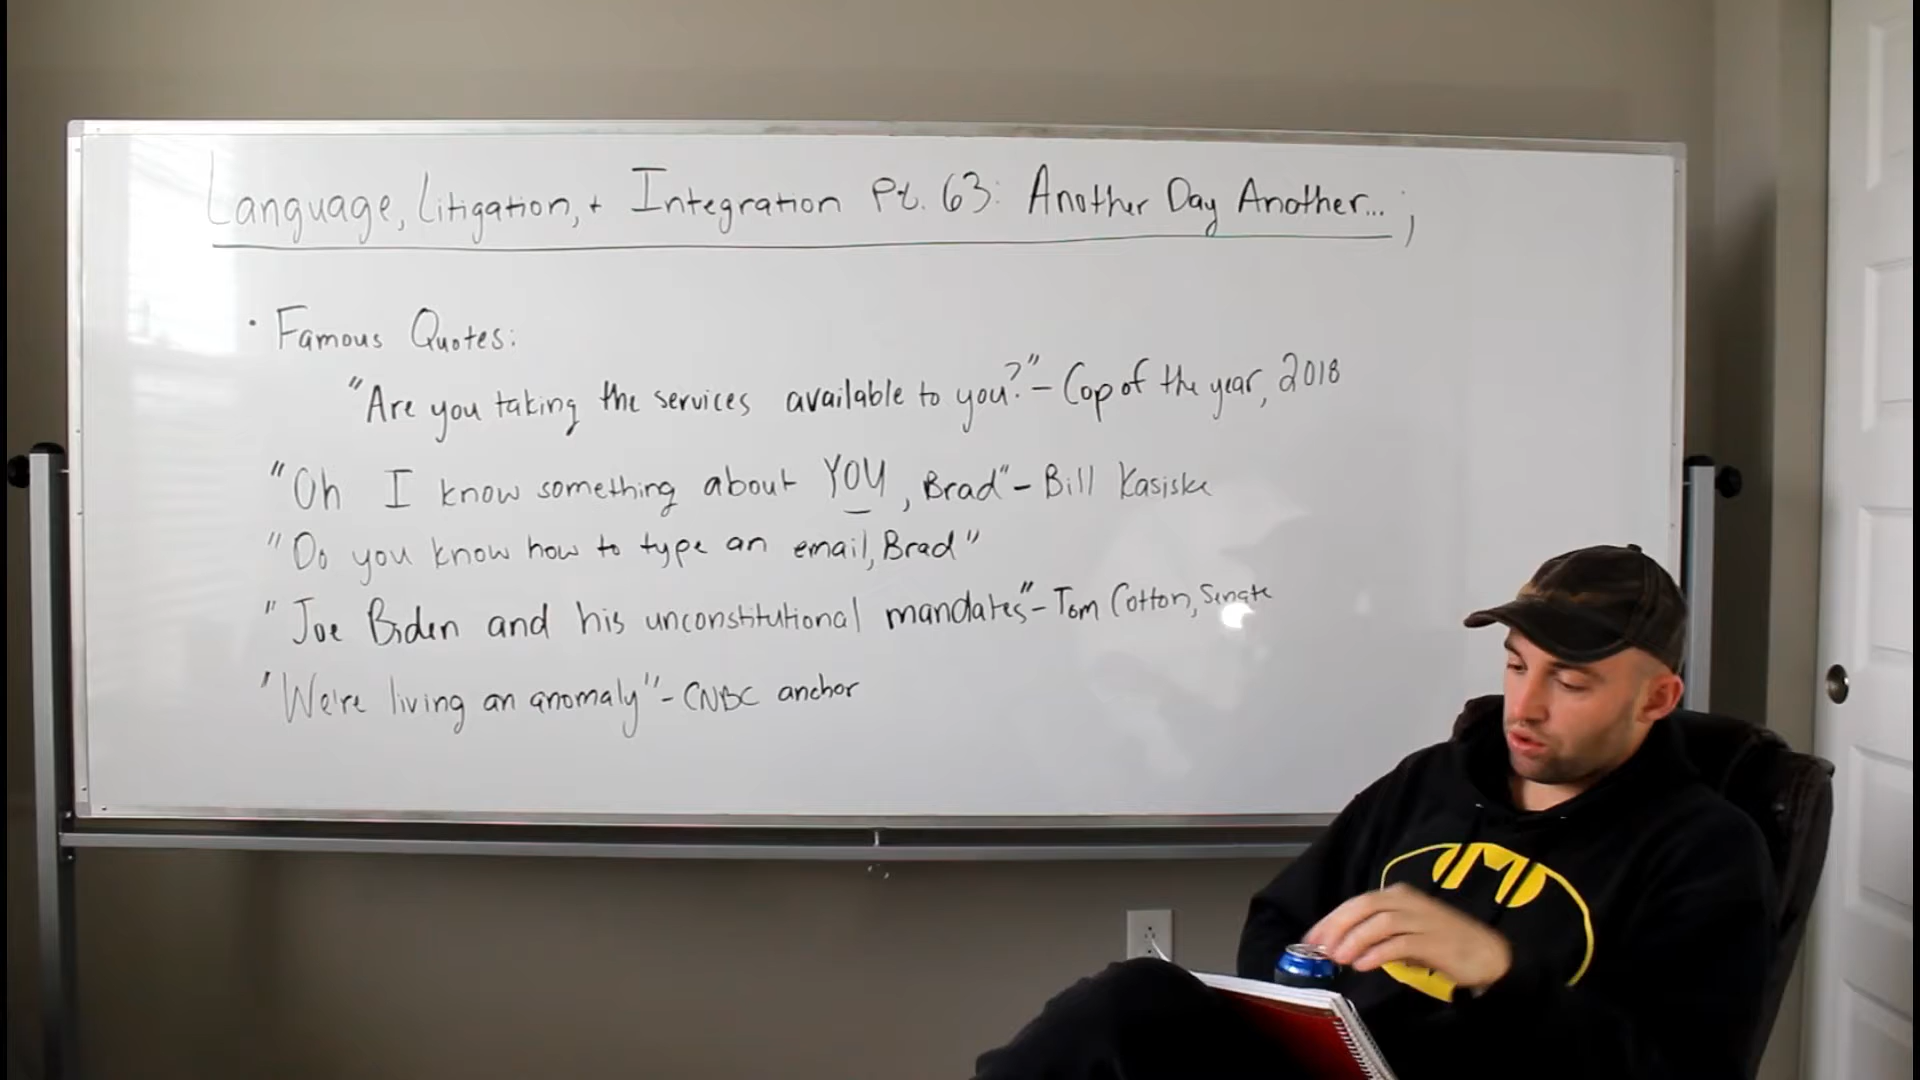 Language, Litigation, + Integration Pt. 63: Another Day Another... ;
· Famous Quotes:
"Are you taking the services available to you?" - Cop of the year, 2018
"Oh I know something about YOU, Brad" - Bill Kasiske
"Do you know how to type an email, Brad"
"Joe Biden and his unconstitutional mandates" - Tom Cotton, Senate
"We're living an anomaly" - CNBC anchor